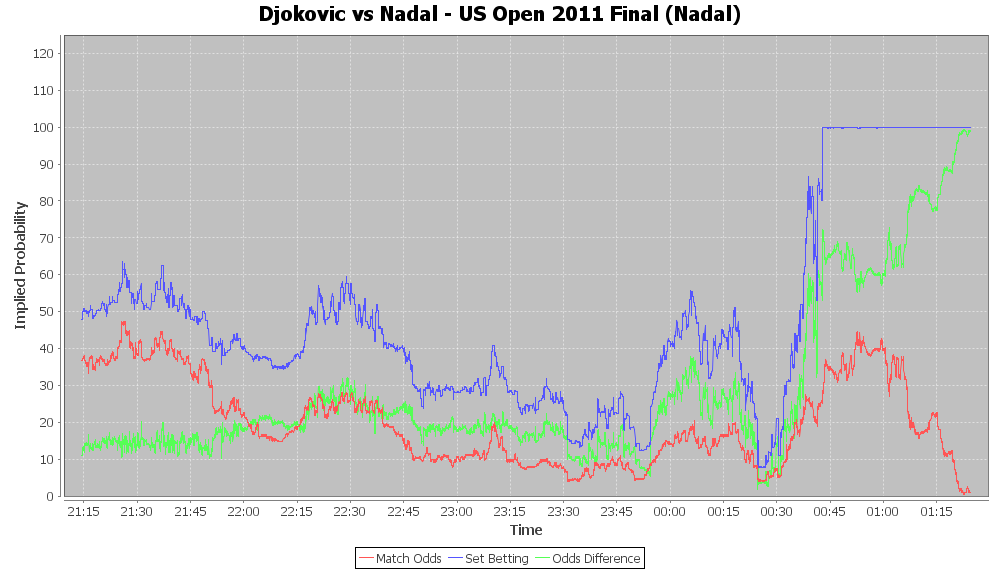 Djokovic vs Nadal - US Open 2011 Final (Nadal)
120
110
100
90
80
70
60
50
40
30
20
10
0
Implied Probability
21:15 21:30 21:45 22:00 22:15 22:30 22:45 23:00 23:15 23:30 23:45 00:00 00:15 00:30 00:45 01:00 01:15
Time
Match Odds Set Betting Odds Difference